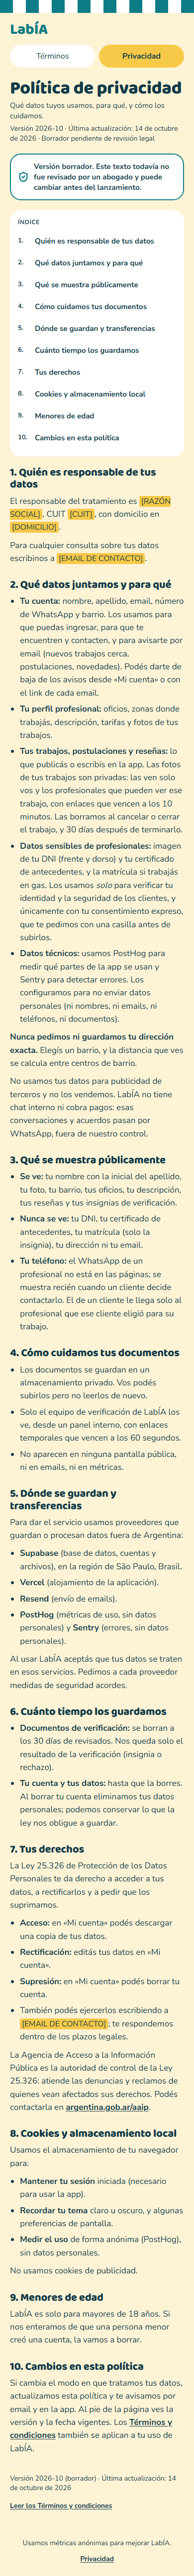 LabÍA
Términos
Privacidad
Política de privacidad
Qué datos tuyos usamos, para qué, y cómo los
cuidamos.
Versión 2026-10 · Última actualización: 14 de octubre
de 2026 · Borrador pendiente de revisión legal
Versión borrador. Este texto todavía no
fue revisado por un abogado y puede
cambiar antes del lanzamiento.
ÍNDICE
1. Quién es responsable de tus datos
2. Qué datos juntamos y para qué
3. Qué se muestra públicamente
4. Cómo cuidamos tus documentos
5. Dónde se guardan y transferencias
6. Cuánto tiempo los guardamos
7. Tus derechos
8. Cookies y almacenamiento local
9. Menores de edad
10. Cambios en esta política
1. Quién es responsable de tus
datos
El responsable del tratamiento es [RAZÓN
SOCIAL], CUIT [CUIT], con domicilio en
[DOMICILIO].
Para cualquier consulta sobre tus datos
escribinos a [EMAIL DE CONTACTO].
2. Qué datos juntamos y para qué
• Tu cuenta: nombre, apellido, email, número
de WhatsApp y barrio. Los usamos para
que puedas ingresar, para que te
encuentren y contacten, y para avisarte por
email (nuevos trabajos cerca,
postulaciones, novedades). Podés darte de
baja de los avisos desde «Mi cuenta» o con
el link de cada email.
• Tu perfil profesional: oficios, zonas donde
trabajás, descripción, tarifas y fotos de tus
trabajos.
• Tus trabajos, postulaciones y reseñas: lo
que publicás o escribís en la app. Las fotos
de tus trabajos son privadas: las ven solo
vos y los profesionales que pueden ver ese
trabajo, con enlaces que vencen a los 10
minutos. Las borramos al cancelar o cerrar
el trabajo, y 30 días después de terminarlo.
• Datos sensibles de profesionales: imagen
de tu DNI (frente y dorso) y tu certificado
de antecedentes, y la matrícula si trabajás
en gas. Los usamos solo para verificar tu
identidad y la seguridad de los clientes, y
únicamente con tu consentimiento expreso,
que te pedimos con una casilla antes de
subirlos.
• Datos técnicos: usamos PostHog para
medir qué partes de la app se usan y
Sentry para detectar errores. Los
configuramos para no enviar datos
personales (ni nombres, ni emails, ni
teléfonos, ni documentos).
Nunca pedimos ni guardamos tu dirección
exacta. Elegís un barrio, y la distancia que ves
se calcula entre centros de barrio.
No usamos tus datos para publicidad de
terceros y no los vendemos. LabÍA no tiene
chat interno ni cobra pagos: esas
conversaciones y acuerdos pasan por
WhatsApp, fuera de nuestro control.
3. Qué se muestra públicamente
• Se ve: tu nombre con la inicial del apellido,
tu foto, tu barrio, tus oficios, tu descripción,
tus reseñas y tus insignias de verificación.
• Nunca se ve: tu DNI, tu certificado de
antecedentes, tu matrícula (solo la
insignia), tu dirección ni tu email.
• Tu teléfono: el WhatsApp de un
profesional no está en las páginas; se
muestra recién cuando un cliente decide
contactarlo. El de un cliente le llega solo al
profesional que ese cliente eligió para su
trabajo.
4. Cómo cuidamos tus documentos
• Los documentos se guardan en un
almacenamiento privado. Vos podés
subirlos pero no leerlos de nuevo.
• Solo el equipo de verificación de LabÍA los
ve, desde un panel interno, con enlaces
temporales que vencen a los 60 segundos.
• No aparecen en ninguna pantalla pública,
ni en emails, ni en métricas.
5. Dónde se guardan y
transferencias
Para dar el servicio usamos proveedores que
guardan o procesan datos fuera de Argentina:
• Supabase (base de datos, cuentas y
archivos), en la región de São Paulo, Brasil.
• Vercel (alojamiento de la aplicación).
• Resend (envío de emails).
• PostHog (métricas de uso, sin datos
personales) y Sentry (errores, sin datos
personales).
Al usar LabÍA aceptás que tus datos se traten
en esos servicios. Pedimos a cada proveedor
medidas de seguridad acordes.
6. Cuánto tiempo los guardamos
• Documentos de verificación: se borran a
los 30 días de revisados. Nos queda solo el
resultado de la verificación (insignia o
rechazo).
• Tu cuenta y tus datos: hasta que la borres.
Al borrar tu cuenta eliminamos tus datos
personales; podemos conservar lo que la
ley nos obligue a guardar.
7. Tus derechos
La Ley 25.326 de Protección de los Datos
Personales te da derecho a acceder a tus
datos, a rectificarlos y a pedir que los
suprimamos.
• Acceso: en «Mi cuenta» podés descargar
una copia de tus datos.
• Rectificación: editás tus datos en «Mi
cuenta».
• Supresión: en «Mi cuenta» podés borrar tu
cuenta.
• También podés ejercerlos escribiendo a
[EMAIL DE CONTACTO]; te respondemos
dentro de los plazos legales.
La Agencia de Acceso a la Información
Pública es la autoridad de control de la Ley
25.326: atiende las denuncias y reclamos de
quienes vean afectados sus derechos. Podés
contactarla en argentina.gob.ar/aaip.
8. Cookies y almacenamiento local
Usamos el almacenamiento de tu navegador
para:
• Mantener tu sesión iniciada (necesario
para usar la app).
• Recordar tu tema claro u oscuro, y algunas
preferencias de pantalla.
• Medir el uso de forma anónima (PostHog),
sin datos personales.
No usamos cookies de publicidad.
9. Menores de edad
LabÍA es solo para mayores de 18 años. Si
nos enteramos de que una persona menor
creó una cuenta, la vamos a borrar.
10. Cambios en esta política
Si cambia el modo en que tratamos tus datos,
actualizamos esta política y te avisamos por
email y en la app. Al pie de la página ves la
versión y la fecha vigentes. Los Términos y
condiciones también se aplican a tu uso de
LabÍA.
Versión 2026-10 (borrador) · Última actualización: 14
de octubre de 2026
Leer los Términos y condiciones
Usamos métricas anónimas para mejorar LabÍA.
Privacidad